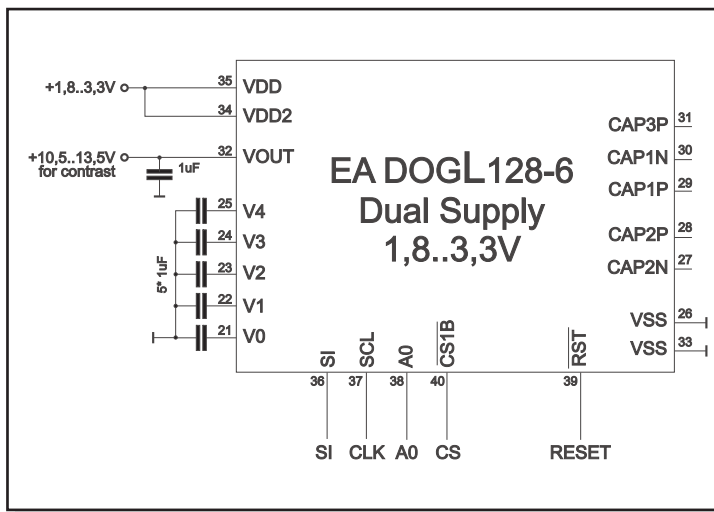 +1,8..3,3V
35 VDD
34 VDD2
+10,5..13,5V
for contrast
1uF
32 VOUT
25 V4
24 V3
23 V2
22 V1
21 V0
5* 1uF
EA DOGL128-6
Dual Supply
1,8..3,3V
CAP3P 31
CAP1N 30
CAP1P 29
CAP2P 28
CAP2N 27
VSS 26
VSS 33
SI
SCL
A0
CS1B
RST
36
37
38
40
39
SI
CLK
A0
CS
RESET